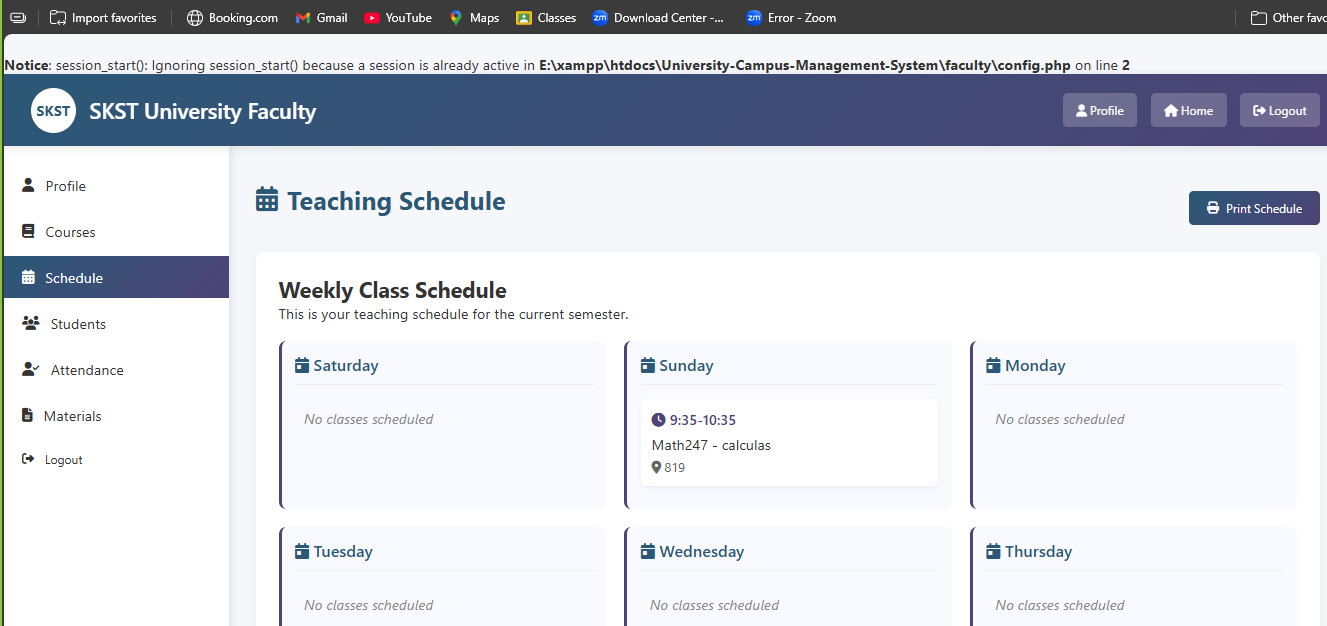 Import favorites Booking.com Gmail YouTube Maps Classes zm Download Center -... zm Error - Zoom Other favo
Notice: session_start(): Ignoring session_start() because a session is already active in E:\xampp\htdocs\University-Campus-Management-System\faculty\config.php on line 2
SKST SKST University Faculty Profile Home Logout
Profile
Courses
Schedule
Students
Attendance
Materials
Logout
Teaching Schedule
Print Schedule
Weekly Class Schedule
This is your teaching schedule for the current semester.
Saturday
No classes scheduled
Sunday
9:35-10:35
Math247 - calculas
819
Monday
No classes scheduled
Tuesday
No classes scheduled
Wednesday
No classes scheduled
Thursday
No classes scheduled